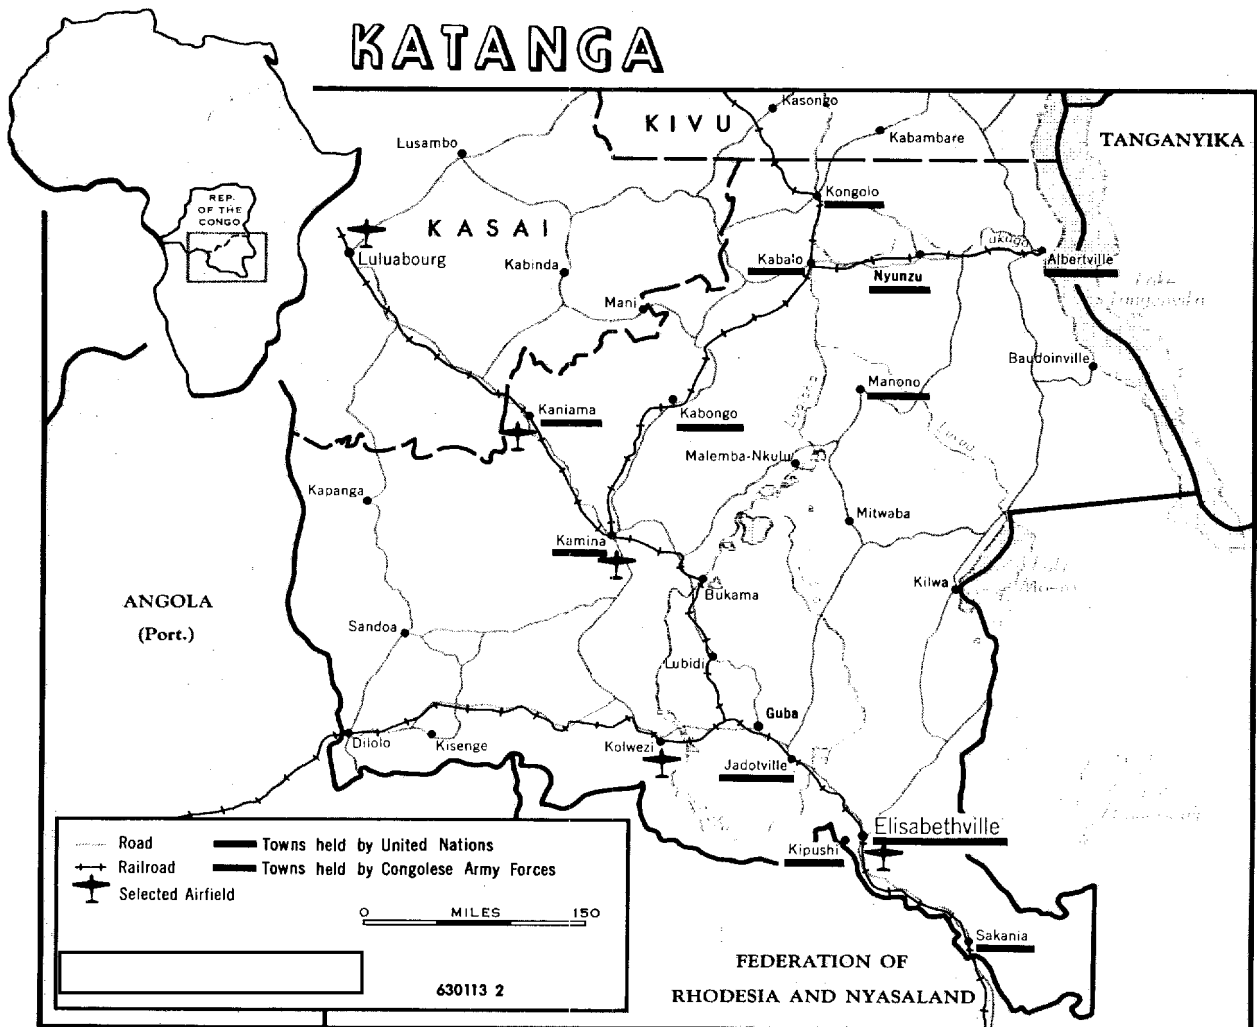 KATANGA
REP.
OF THE
CONGO
KIVU
Kasongo
Kabambare
TANGANYIKA
Lusambo
Kongolo
KASAI
Luluabourg
Kabinda
Kabalo
Nyunzu
Albertville
Mani
Lake
Tanganyika
Baudoinville
Manono
Kaniama
Kabongo
Malemba-Nkulu
Kapanga
Mitwaba
Kamina
Kilwa
Bukama
ANGOLA
(Port.)
Sandoa
Lubidi
Guba
Dilolo
Kisenge
Kolwezi
Jadotville
Elisabethville
Kipushi
Sakania
FEDERATION OF
RHODESIA AND NYASALAND
Road
Towns held by United Nations
Railroad
Towns held by Congolese Army Forces
Selected Airfield
0 MILES 150
630113 2